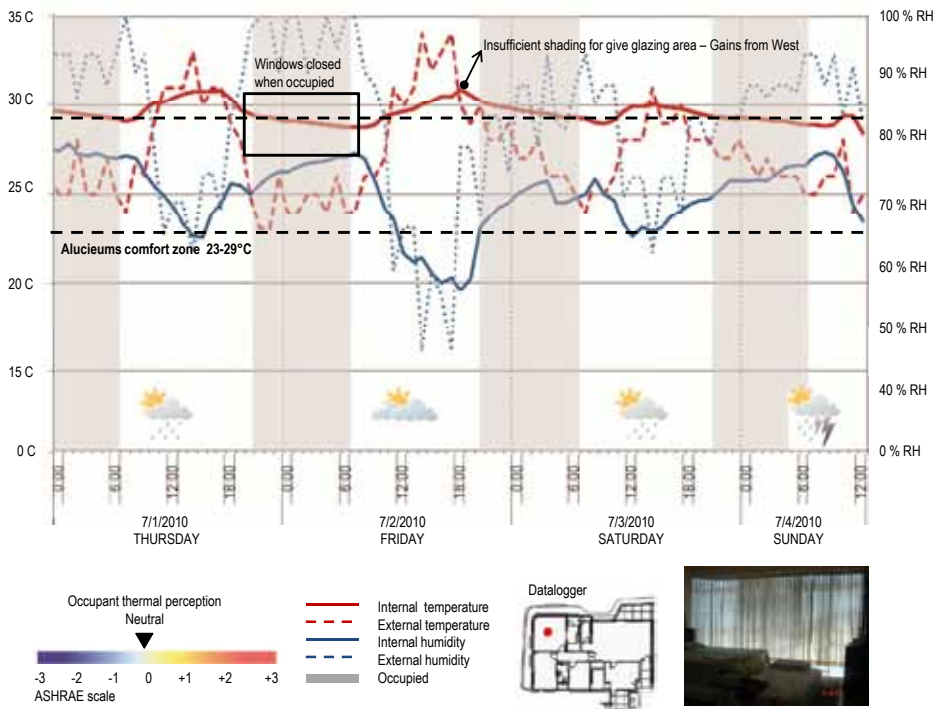 35 C
30 C
25 C
20 C
15 C
0 C
100 % RH
90 % RH
80 % RH
70 % RH
60 % RH
50 % RH
40 % RH
0 % RH
Insufficient shading for give glazing area – Gains from West
Windows closed
when occupied
Alucieums comfort zone 23-29°C
0:00
6:00
12:00
18:00
0:00
6:00
12:00
18:00
0:00
6:00
12:00
18:00
0:00
6:00
12:00
7/1/2010
THURSDAY
7/2/2010
FRIDAY
7/3/2010
SATURDAY
7/4/2010
SUNDAY
Occupant thermal perception
Neutral
-3 -2 -1 0 +1 +2 +3
ASHRAE scale
Internal temperature
External temperature
Internal humidity
External humidity
Occupied
Datalogger